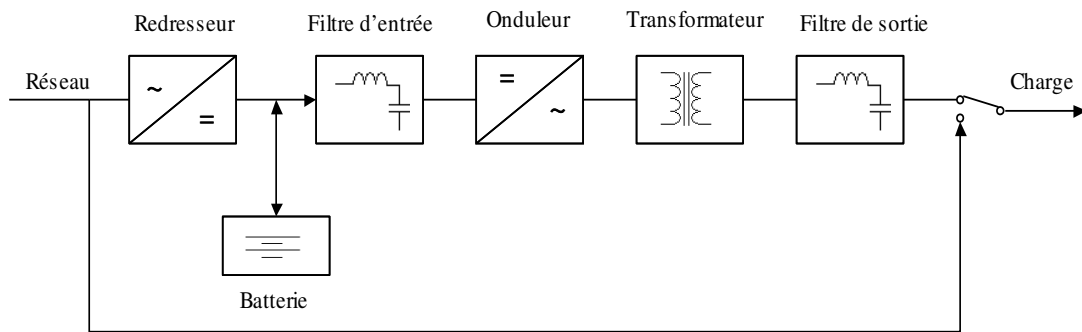 Redresseur
Filtre d'entrée
Onduleur
Transformateur
Filtre de sortie
Réseau
~
=
=
~
Charge
Batterie